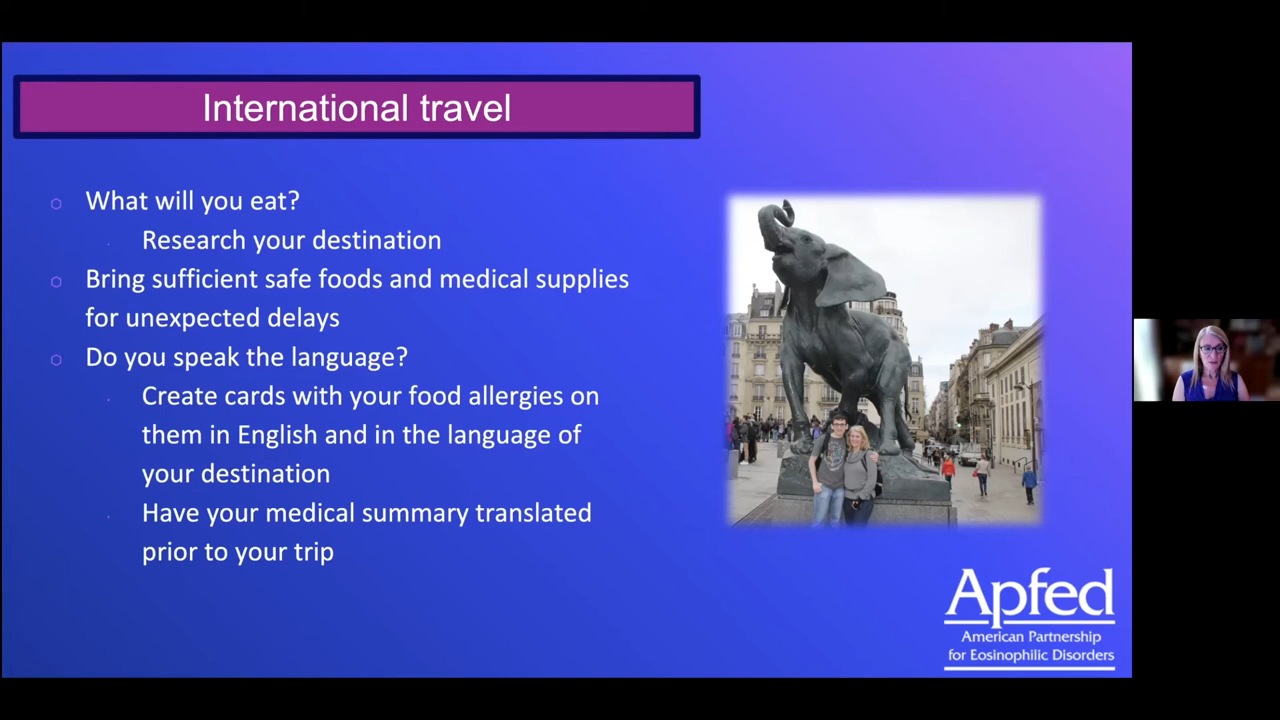 International travel
What will you eat?
Research your destination
Bring sufficient safe foods and medical supplies
for unexpected delays
Do you speak the language?
Create cards with your food allergies on
them in English and in the language of
your destination
Have your medical summary translated
prior to your trip
Apfed
American Partnership
for Eosinophilic Disorders